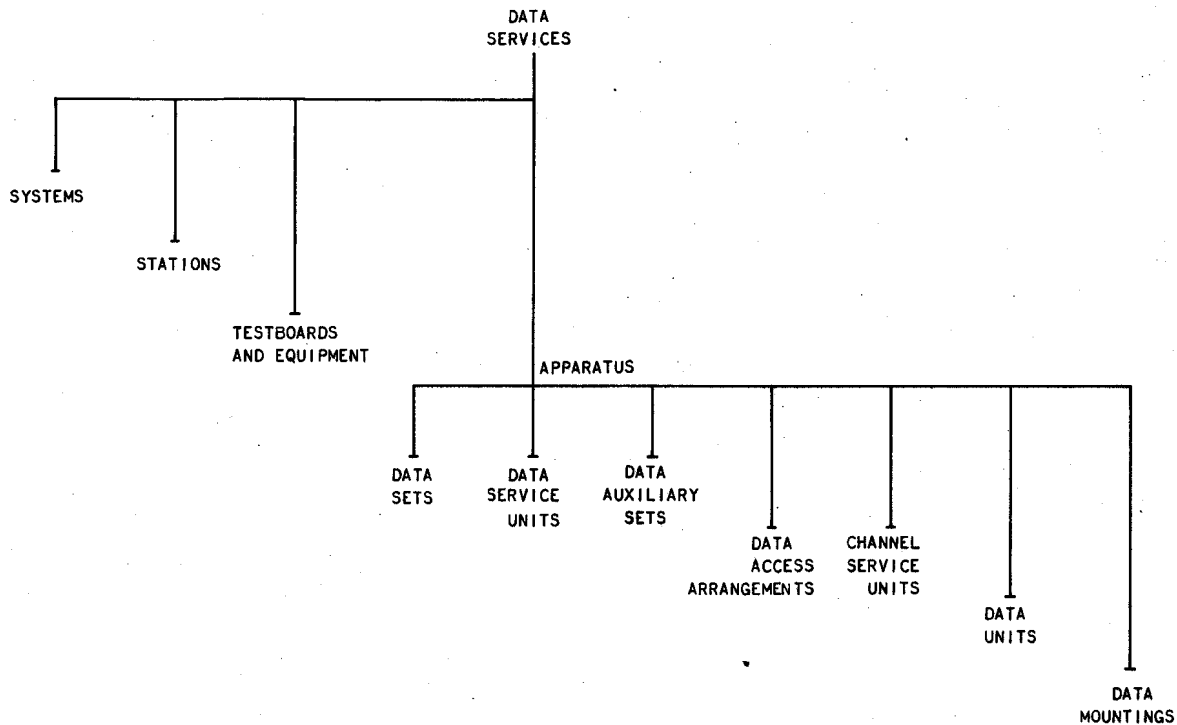 DATA
SERVICES
SYSTEMS
STATIONS
TESTBOARDS
AND EQUIPMENT
APPARATUS
DATA
SETS
DATA
SERVICE
UNITS
DATA
AUXILIARY
SETS
DATA
ACCESS
ARRANGEMENTS
CHANNEL
SERVICE
UNITS
DATA
UNITS
DATA
MOUNTINGS